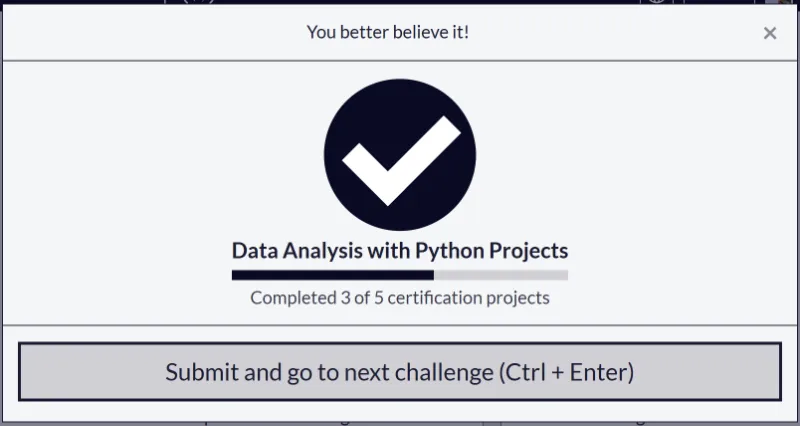 You better believe it!
×
Data Analysis with Python Projects
Completed 3 of 5 certification projects
Submit and go to next challenge (Ctrl + Enter)